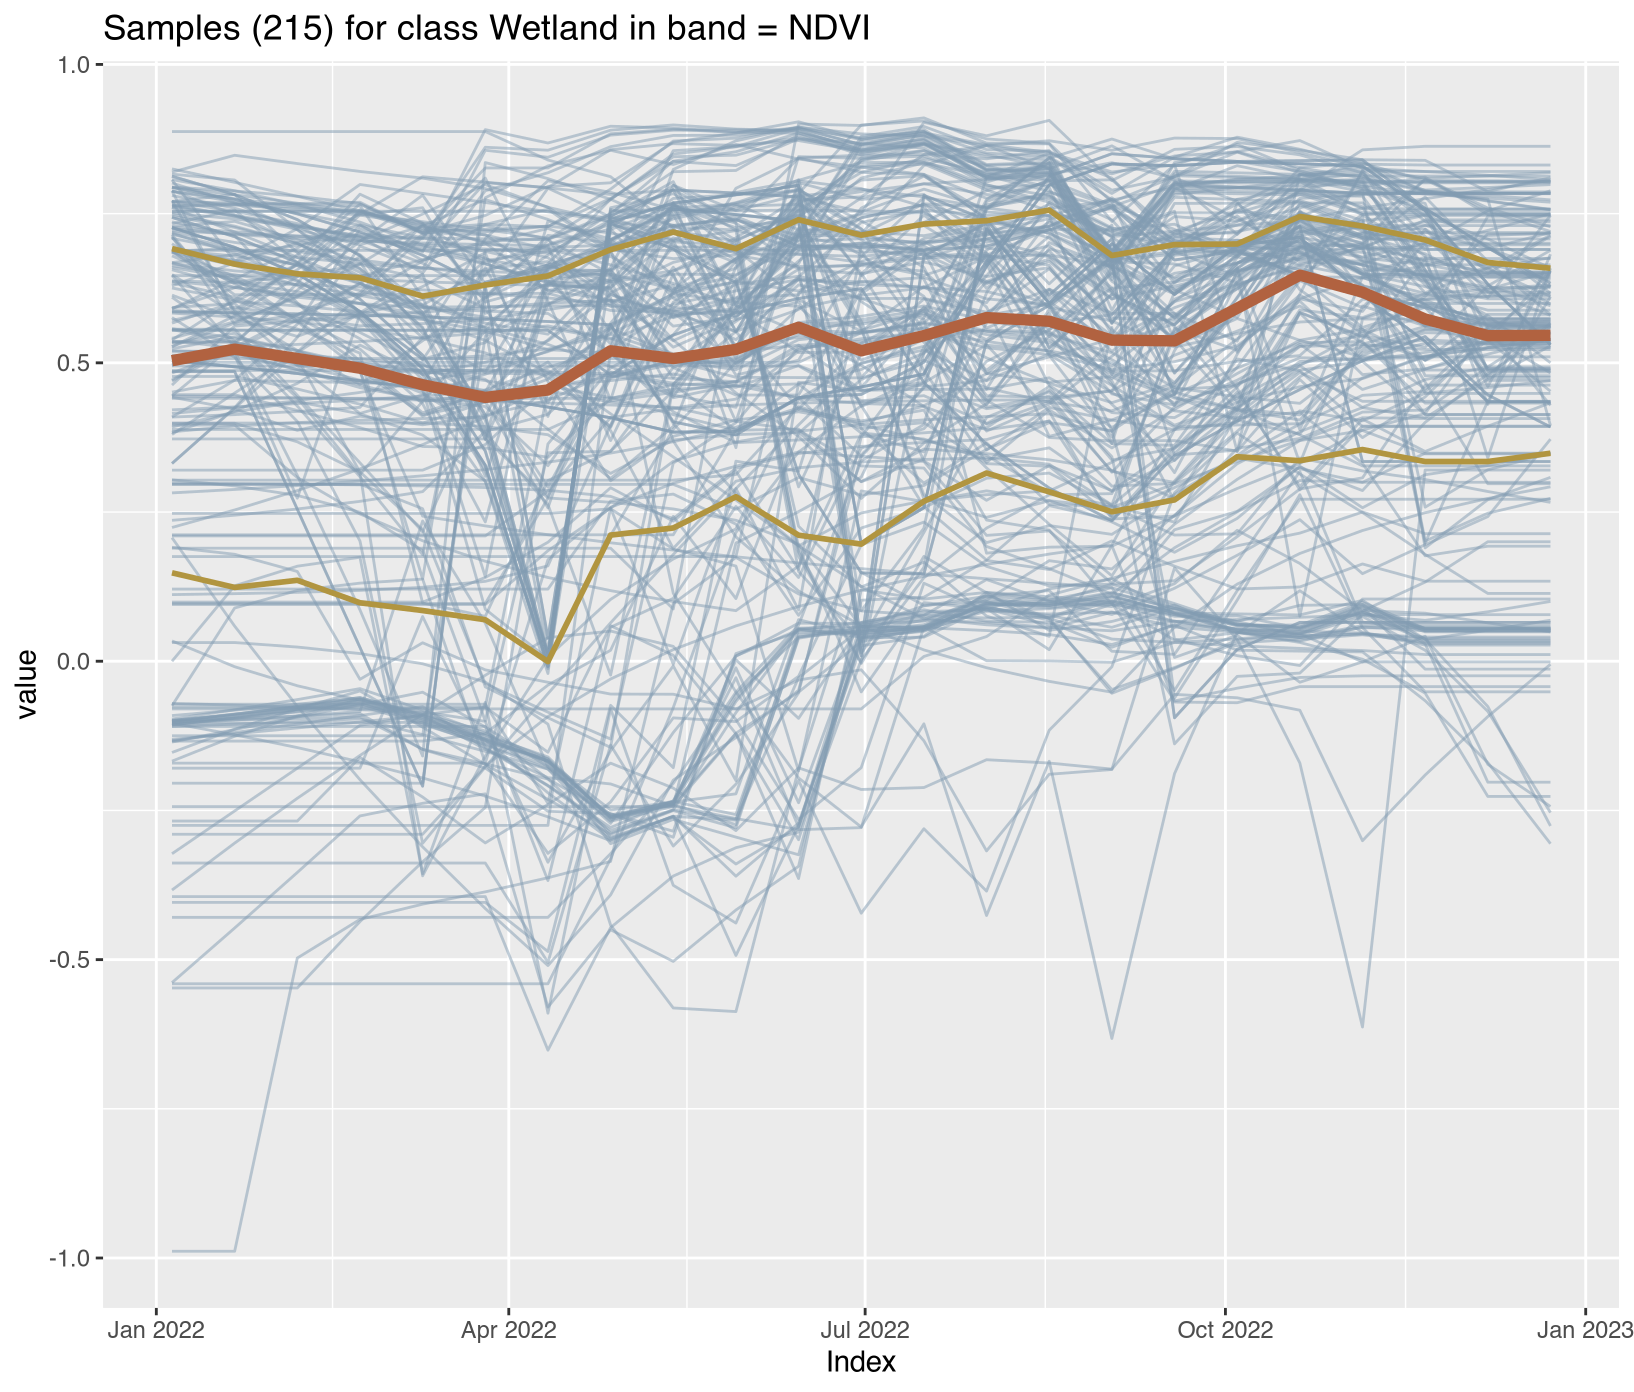 Samples (215) for class Wetland in band = NDVI
1.0
0.5
0.0
-0.5
-1.0
value
Jan 2022 Apr 2022 Jul 2022 Oct 2022 Jan 2023
Index